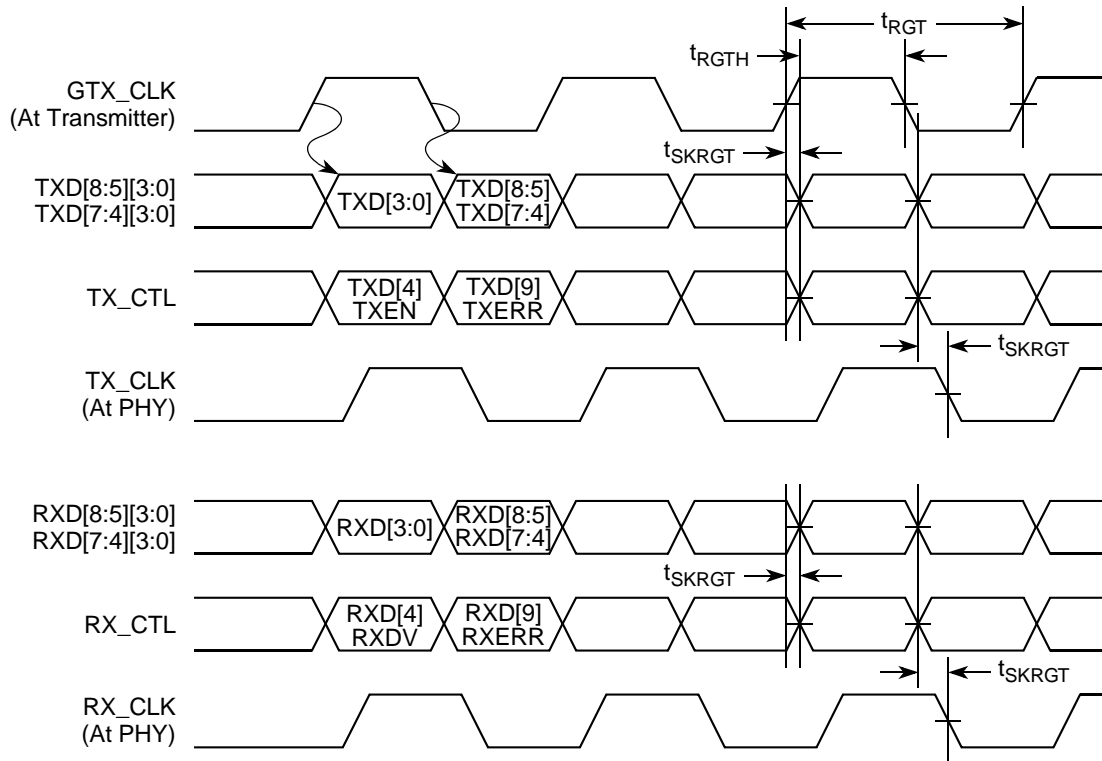 tRGT
tRGTH
GTX_CLK
(At Transmitter)
tSKRGT
TXD[8:5][3:0]
TXD[7:4][3:0]
TXD[3:0]
TXD[8:5]
TXD[7:4]
TX_CTL
TXD[4]
TXEN
TXD[9]
TXERR
tSKRGT
TX_CLK
(At PHY)
RXD[8:5][3:0]
RXD[7:4][3:0]
RXD[3:0]
RXD[8:5]
RXD[7:4]
tSKRGT
RX_CTL
RXD[4]
RXDV
RXD[9]
RXERR
tSKRGT
RX_CLK
(At PHY)